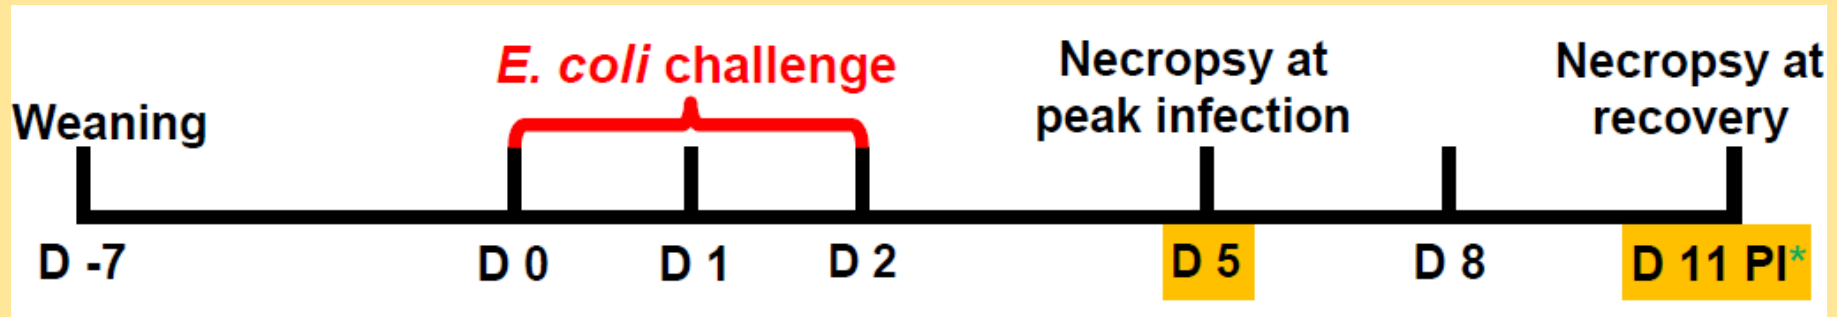 E. coli challenge
Necropsy at
peak infection
Necropsy at
recovery
Weaning
D -7
D 0
D 1
D 2
D 5
D 8
D 11 PI*